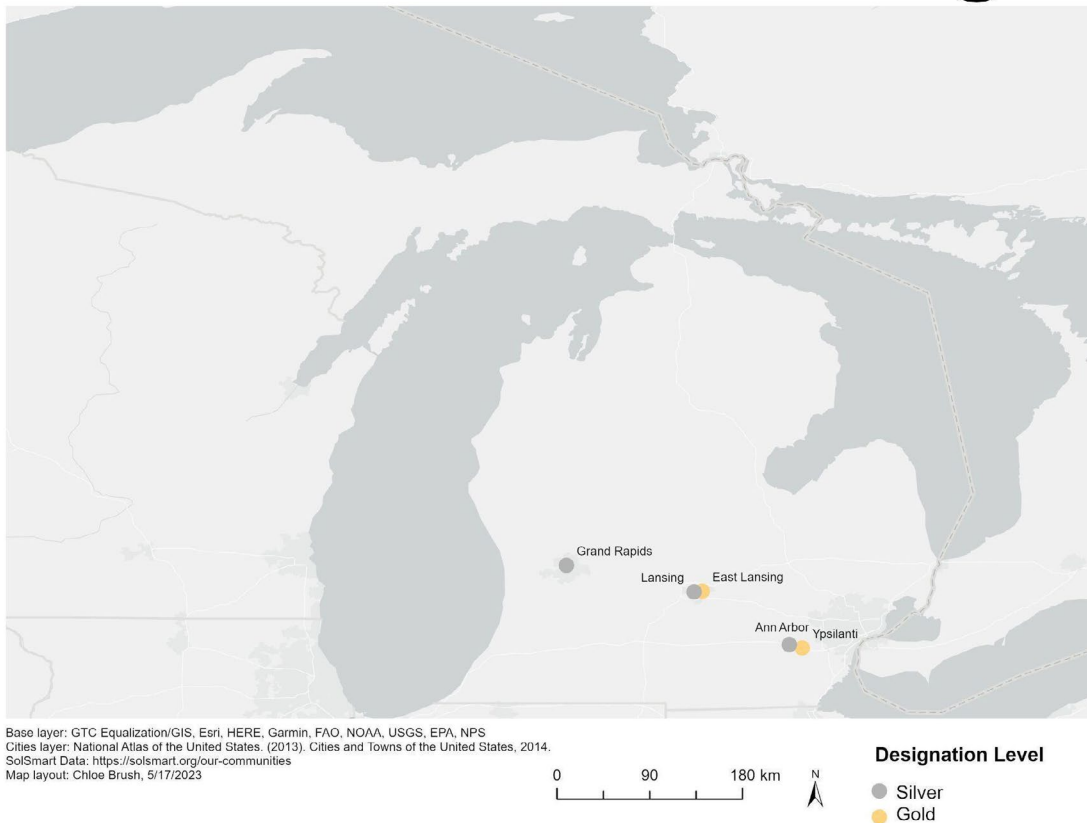 Grand Rapids
Lansing
East Lansing
Ann Arbor
Ypsilanti
Base layer: GTC Equalization/GIS, Esri, HERE, Garmin, FAO, NOAA, USGS, EPA, NPS
Cities layer: National Atlas of the United States. (2013). Cities and Towns of the United States, 2014.
SolSmart Data: https://solsmart.org/our-communities
Map layout: Chloe Brush, 5/17/2023
0 90 180 km
N
Designation Level
Silver
Gold